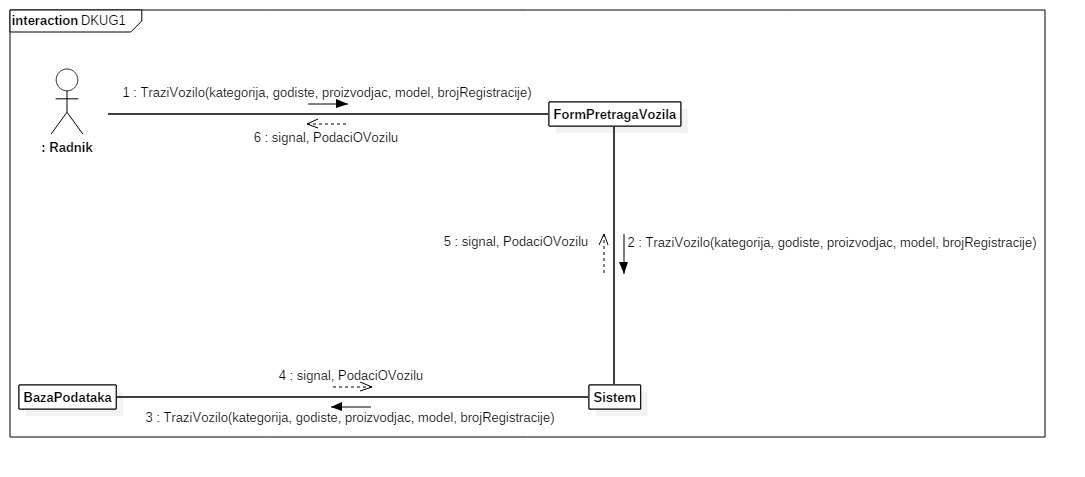 interaction DKUG1
1 : TraziVozilo(kategorija, godiste, proizvodjac, model, brojRegistracije)
FormPretragaVozila
6 : signal, PodaciOVozilu
: Radnik
5 : signal, PodaciOVozilu
2 : TraziVozilo(kategorija, godiste, proizvodjac, model, brojRegistracije)
4 : signal, PodaciOVozilu
BazaPodataka
Sistem
3 : TraziVozilo(kategorija, godiste, proizvodjac, model, brojRegistracije)